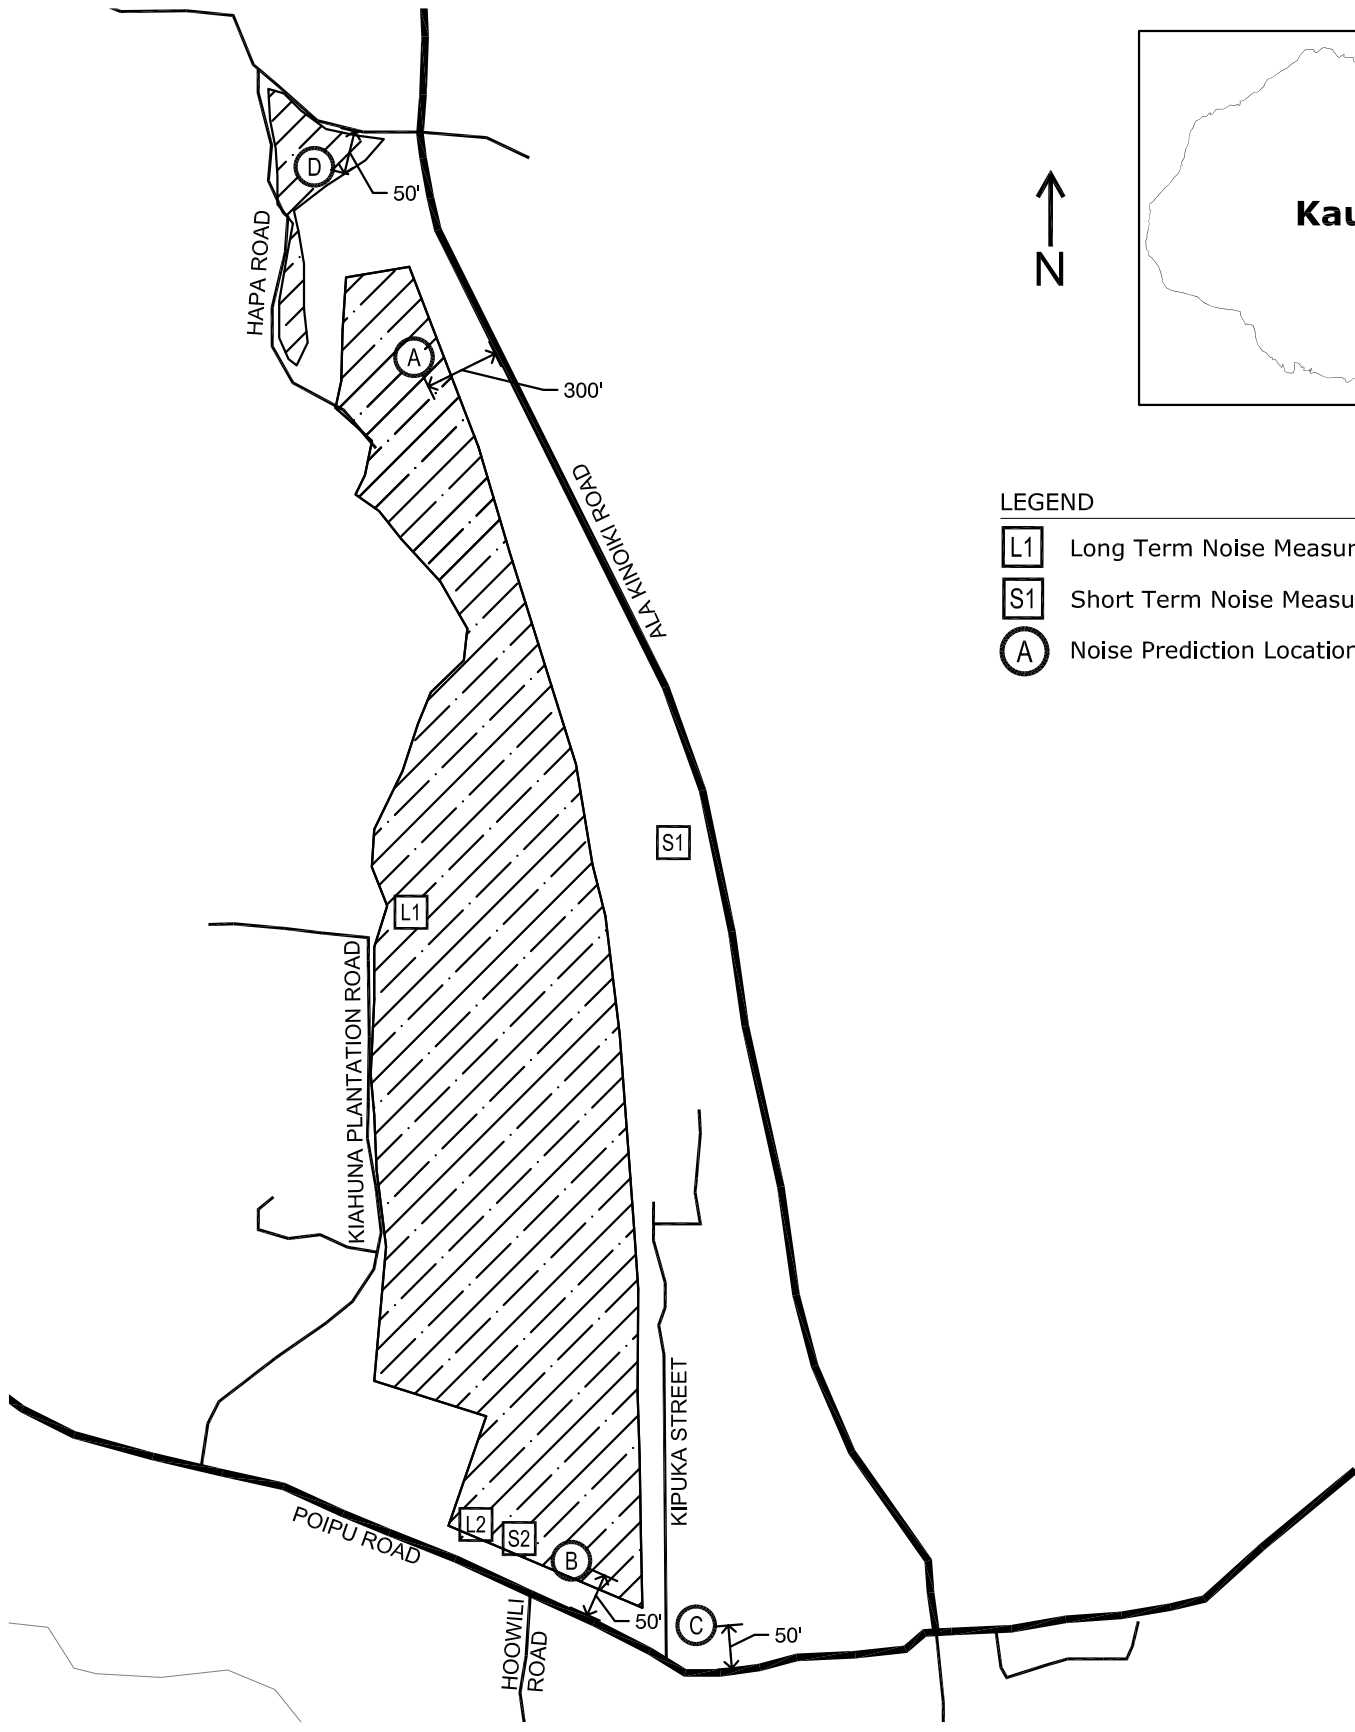 D
50'
HAPA ROAD
A
300'
ALA KINOIKI ROAD
N
Kau
LEGEND
L1 Long Term Noise Measur
S1 Short Term Noise Measu
A Noise Prediction Location
S1
L1
KIAHUNA PLANTATION ROAD
KIPUKA STREET
POIPU ROAD
L2
S2
B
50'
C
50'
HOOWILI
ROAD